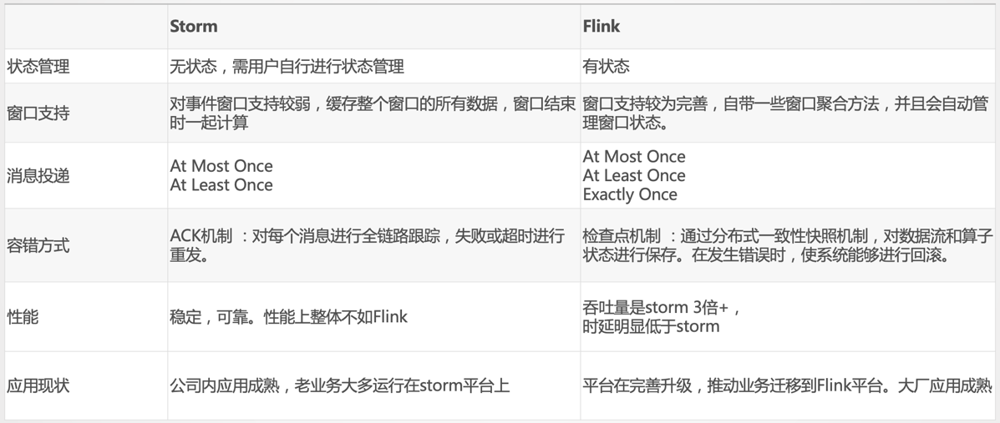 Storm
Flink
状态管理
无状态，需用户自行进行状态管理
有状态
窗口支持
对事件窗口支持较弱，缓存整个窗口的所有数据，窗口结束
时一起计算
窗口支持较为完善，自带一些窗口聚合方法，并且会自动管
理窗口状态。
消息投递
At Most Once
At Least Once
At Most Once
At Least Once
Exactly Once
容错方式
ACK机制 ：对每个消息进行全链路跟踪，失败或超时进行
重发。
检查点机制 ：通过分布式一致性快照机制，对数据流和算子
状态进行保存。在发生错误时，使系统能够进行回滚。
性能
稳定，可靠。性能上整体不如Flink
吞吐量是storm 3倍+，
时延明显低于storm
应用现状
公司内应用成熟，老业务大多运行在storm平台上
平台在完善升级，推动业务迁移到Flink平台。大厂应用成熟